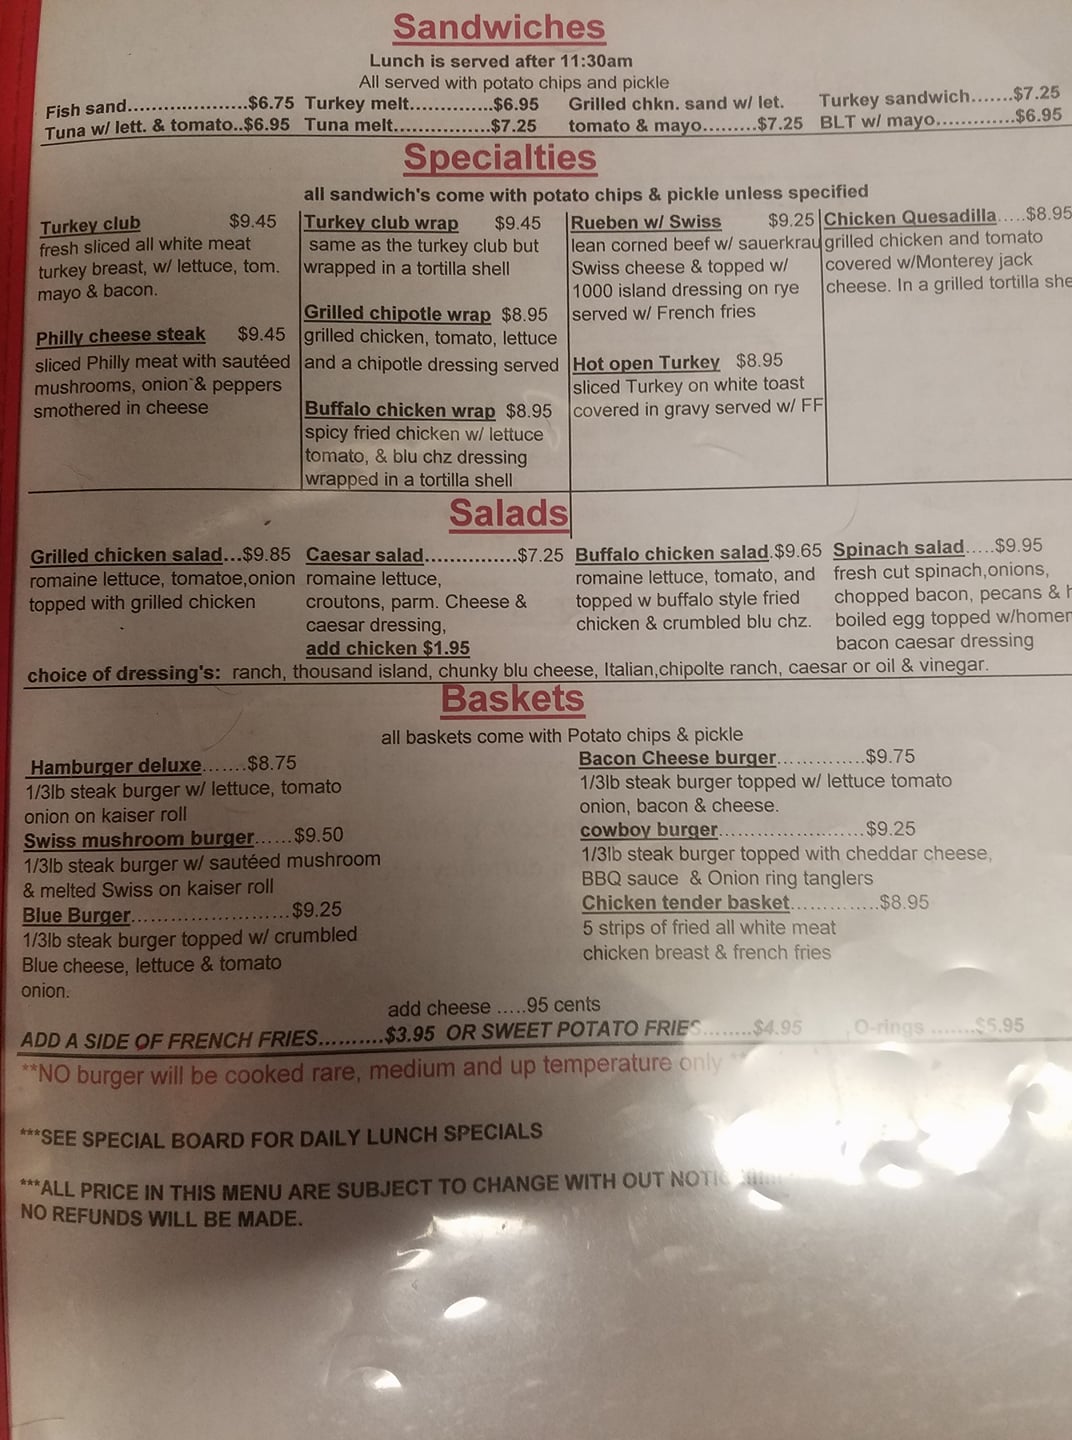 Sandwiches
Lunch is served after 11:30am
All served with potato chips and pickle
Fish sand....................$6.75 Turkey melt.............$6.95 Grilled chkn. sand w/ let. Turkey sandwich.......$7.25
Tuna w/ lett. & tomato..$6.95 Tuna melt...............$7.25 tomato & mayo.........$7.25 BLT w/ mayo.............$6.95
Specialties
all sandwich's come with potato chips & pickle unless specified
Turkey club $9.45
fresh sliced all white meat
turkey breast, w/ lettuce, tom.
mayo & bacon.
Philly cheese steak $9.45
sliced Philly meat with sautéed
mushrooms, onion & peppers
smothered in cheese
Turkey club wrap $9.45
same as the turkey club but
wrapped in a tortilla shell
Grilled chipotle wrap $8.95
grilled chicken, tomato, lettuce
and a chipotle dressing served
Buffalo chicken wrap $8.95
spicy fried chicken w/ lettuce
tomato, & blu chz dressing
wrapped in a tortilla shell
Rueben w/ Swiss $9.25
lean corned beef w/ sauerkrau
Swiss cheese & topped w/
1000 island dressing on rye
served w/ French fries
Hot open Turkey $8.95
sliced Turkey on white toast
covered in gravy served w/ FF
Chicken Quesadilla.....$8.95
grilled chicken and tomato
covered w/Monterey jack
cheese. In a grilled tortilla she
Salads
Grilled chicken salad...$9.85
romaine lettuce, tomatoe,onion
topped with grilled chicken
Caesar salad...............$7.25
romaine lettuce,
croutons, parm. Cheese &
caesar dressing,
add chicken $1.95
Buffalo chicken salad.$9.65
romaine lettuce, tomato, and
topped w buffalo style fried
chicken & crumbled blu chz.
Spinach salad.....$9.95
fresh cut spinach,onions,
chopped bacon, pecans & h
boiled egg topped w/homer
bacon caesar dressing
choice of dressing's: ranch, thousand island, chunky blu cheese, Italian,chipolte ranch, caesar or oil & vinegar.
Baskets
all baskets come with Potato chips & pickle
Hamburger deluxe.......$8.75
1/3lb steak burger w/ lettuce, tomato
onion on kaiser roll
Swiss mushroom burger......$9.50
1/3lb steak burger w/ sautéed mushroom
& melted Swiss on kaiser roll
Blue Burger..........................$9.25
1/3lb steak burger topped w/ crumbled
Blue cheese, lettuce & tomato
onion.
Bacon Cheese burger..............$9.75
1/3lb steak burger topped w/ lettuce tomato
onion, bacon & cheese.
cowboy burger.......................$9.25
1/3lb steak burger topped with cheddar cheese,
BBQ sauce & Onion ring tanglers
Chicken tender basket..............$8.95
5 strips of fried all white meat
chicken breast & french fries
add cheese .....95 cents
ADD A SIDE OF FRENCH FRIES..........$3.95 OR SWEET POTATO FRIES........$4.95 O-rings .......$5.95
**NO burger will be cooked rare, medium and up temperature only **
***SEE SPECIAL BOARD FOR DAILY LUNCH SPECIALS
***ALL PRICE IN THIS MENU ARE SUBJECT TO CHANGE WITH OUT
NO REFUNDS WILL BE MADE.